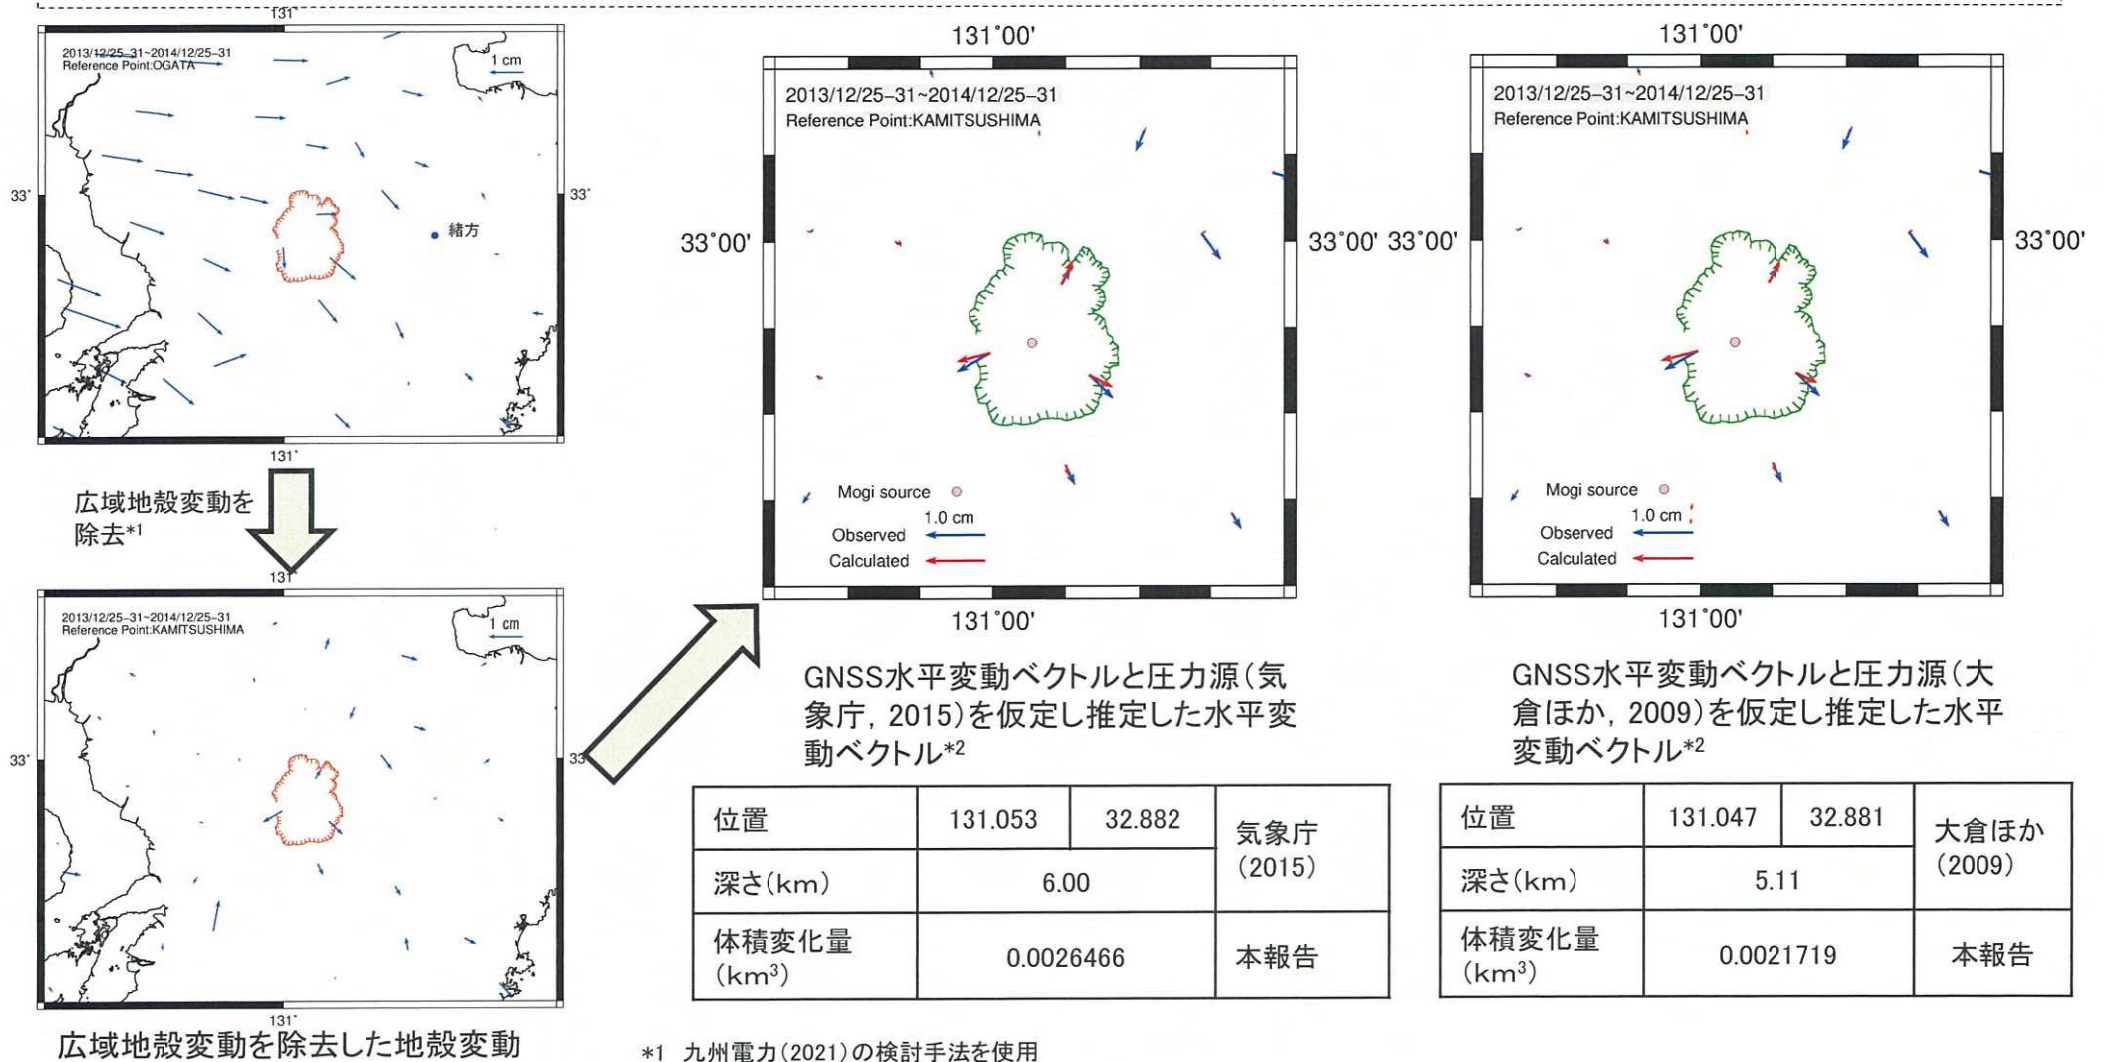 131°
2013/12/25-31~2014/12/25-31
Reference Point:OGATA
1 cm
33°
33°
緒方
131°
広域地殻変動を
除去*1
131°
2013/12/25-31~2014/12/25-31
Reference Point:KAMITSUSHIMA
1 cm
33°
33°
131°
広域地殻変動を除去した地殻変動
131°00'
2013/12/25-31~2014/12/25-31
Reference Point:KAMITSUSHIMA
33°00'
33°00'
Mogi source
1.0 cm
Observed
Calculated
131°00'
GNSS水平変動ベクトルと圧力源(気
象庁, 2015)を仮定し推定した水平変
動ベクトル*2
位置 131.053 32.882 気象庁
(2015)
深さ(km) 6.00
体積変化量
(km³) 0.0026466 本報告
131°00'
2013/12/25-31~2014/12/25-31
Reference Point:KAMITSUSHIMA
33°00'
33°00'
Mogi source
1.0 cm
Observed
Calculated
131°00'
GNSS水平変動ベクトルと圧力源(大
倉ほか, 2009)を仮定し推定した水平
変動ベクトル*2
位置 131.047 32.881 大倉ほか
(2009)
深さ(km) 5.11
体積変化量
(km³) 0.0021719 本報告
*1 九州電力(2021)の検討手法を使用